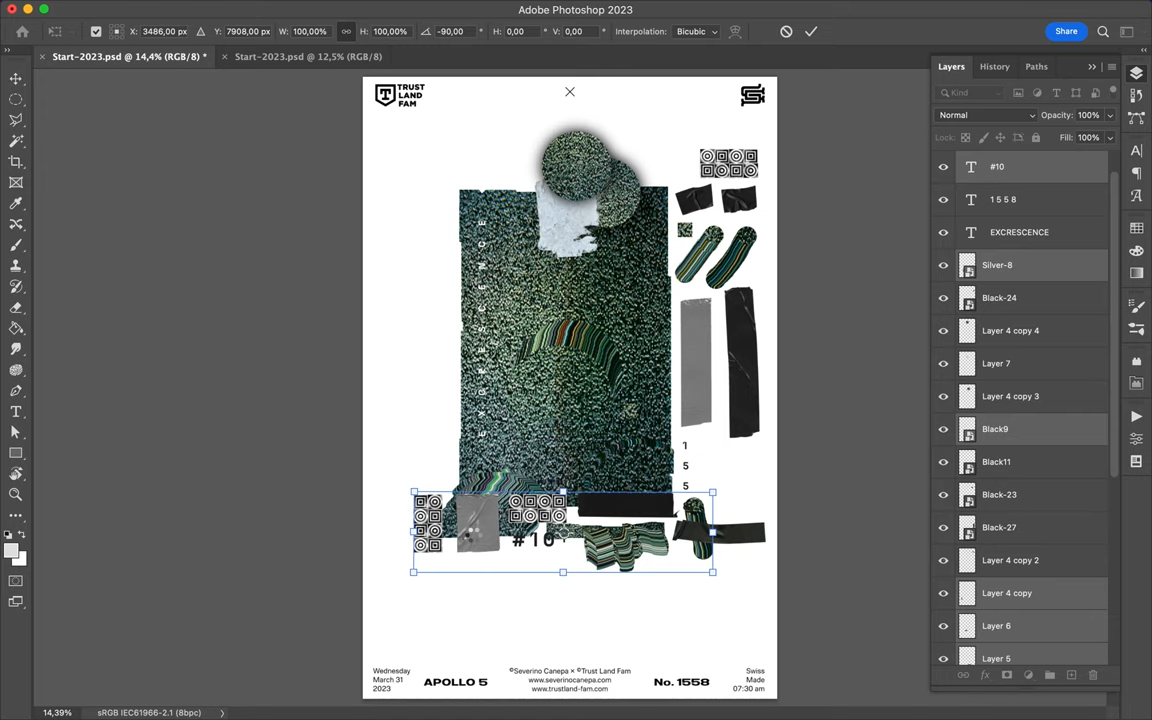 Adobe Photoshop 2023
X: 3486,00 px
Y: 7908,00 px
W: 100,00%
H: 100,00%
-90,00 °
H: 0,00 °
V: 0,00 °
Interpolation: Bicubic
Share
Start-2023.psd @ 14,4% (RGB/8) *
Start-2023.psd @ 12,5% (RGB/8)
Layers
History
Paths
Kind
Normal
Opacity: 100%
Lock:
Fill: 100%
#10
1 5 5 8
EXCRESCENCE
Silver-8
Black-24
Layer 4 copy 4
Layer 7
Layer 4 copy 3
Black9
Black11
Black-23
Black-27
Layer 4 copy 2
Layer 4 copy
Layer 6
Layer 5
TRUST
LAND
FAM
EXCRESCENCE
1
5
5
#10
Wednesday
March 31
2023
APOLLO 5
©Severino Canepa × ©Trust Land Fam
www.severinocanepa.com
www.trustland-fam.com
No. 1558
Swiss
Made
07:30 am
14,39%
sRGB IEC61966-2.1 (8bpc)